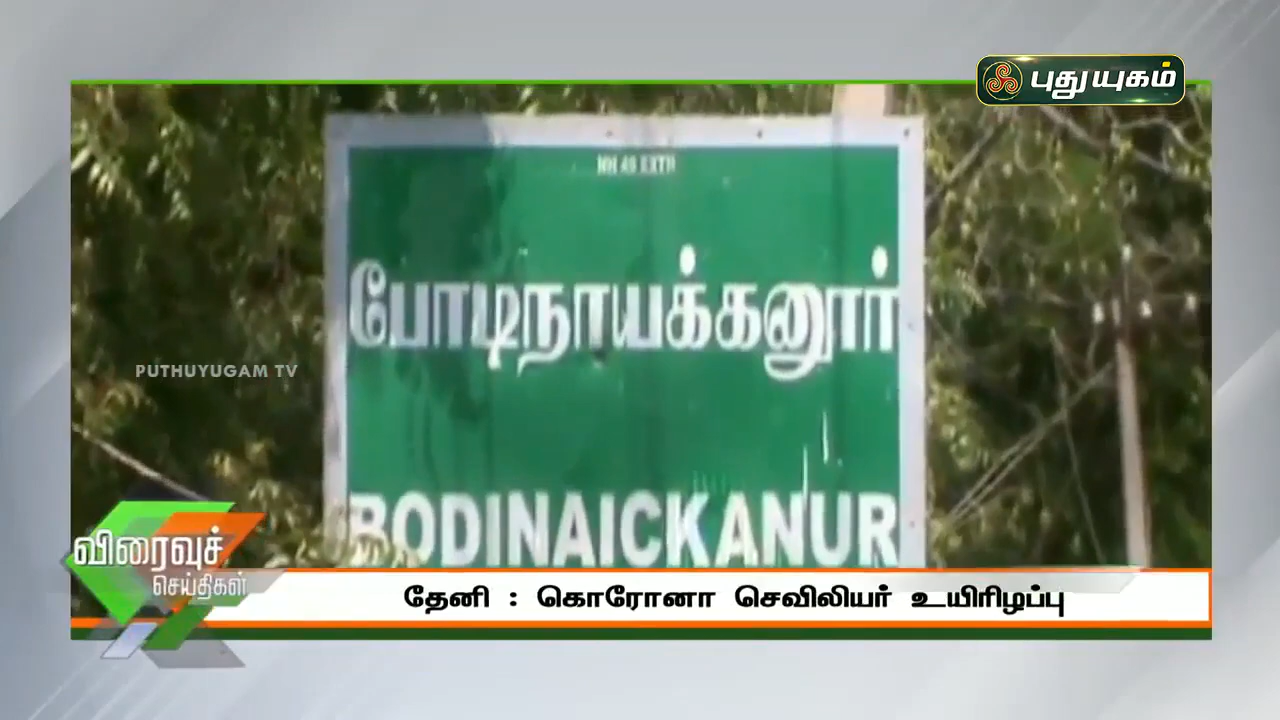 புதுயுகம்
NH 49 EXTN
போடிநாயக்கனூர்
PUTHUYUGAM TV
BODINAICKANUR
விரைவுச்
செய்திகள்
தேனி : கொரோனா செவிலியர் உயிரிழப்பு